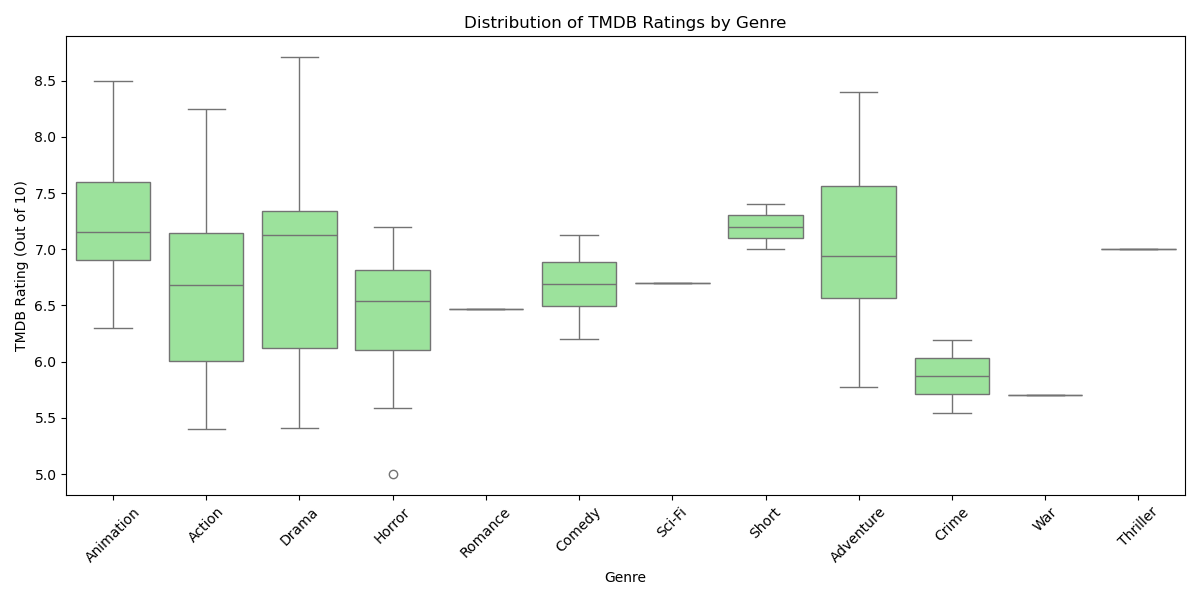 Distribution of TMDB Ratings by Genre
TMDB Rating (Out of 10)
8.5
8.0
7.5
7.0
6.5
6.0
5.5
5.0
Animation
Action
Drama
Horror
Romance
Comedy
Sci-Fi
Short
Adventure
Crime
War
Thriller
Genre